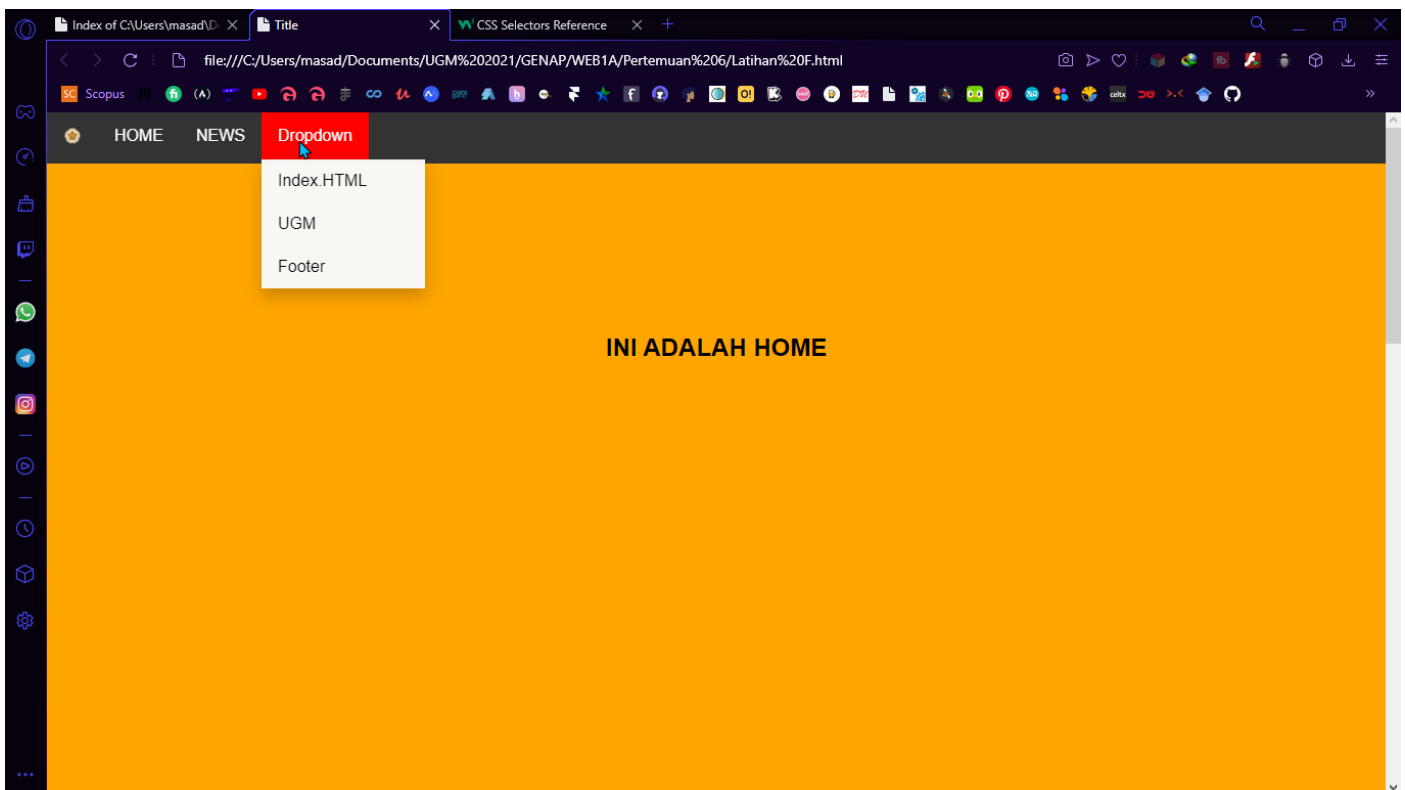 Index of C:\Users\masad\D
Title
CSS Selectors Reference
file:///C:/Users/masad/Documents/UGM%202021/GENAP/WEB1A/Pertemuan%206/Latihan%20F.html
SC Scopus
HOME NEWS Dropdown
Index.HTML
UGM
Footer
INI ADALAH HOME